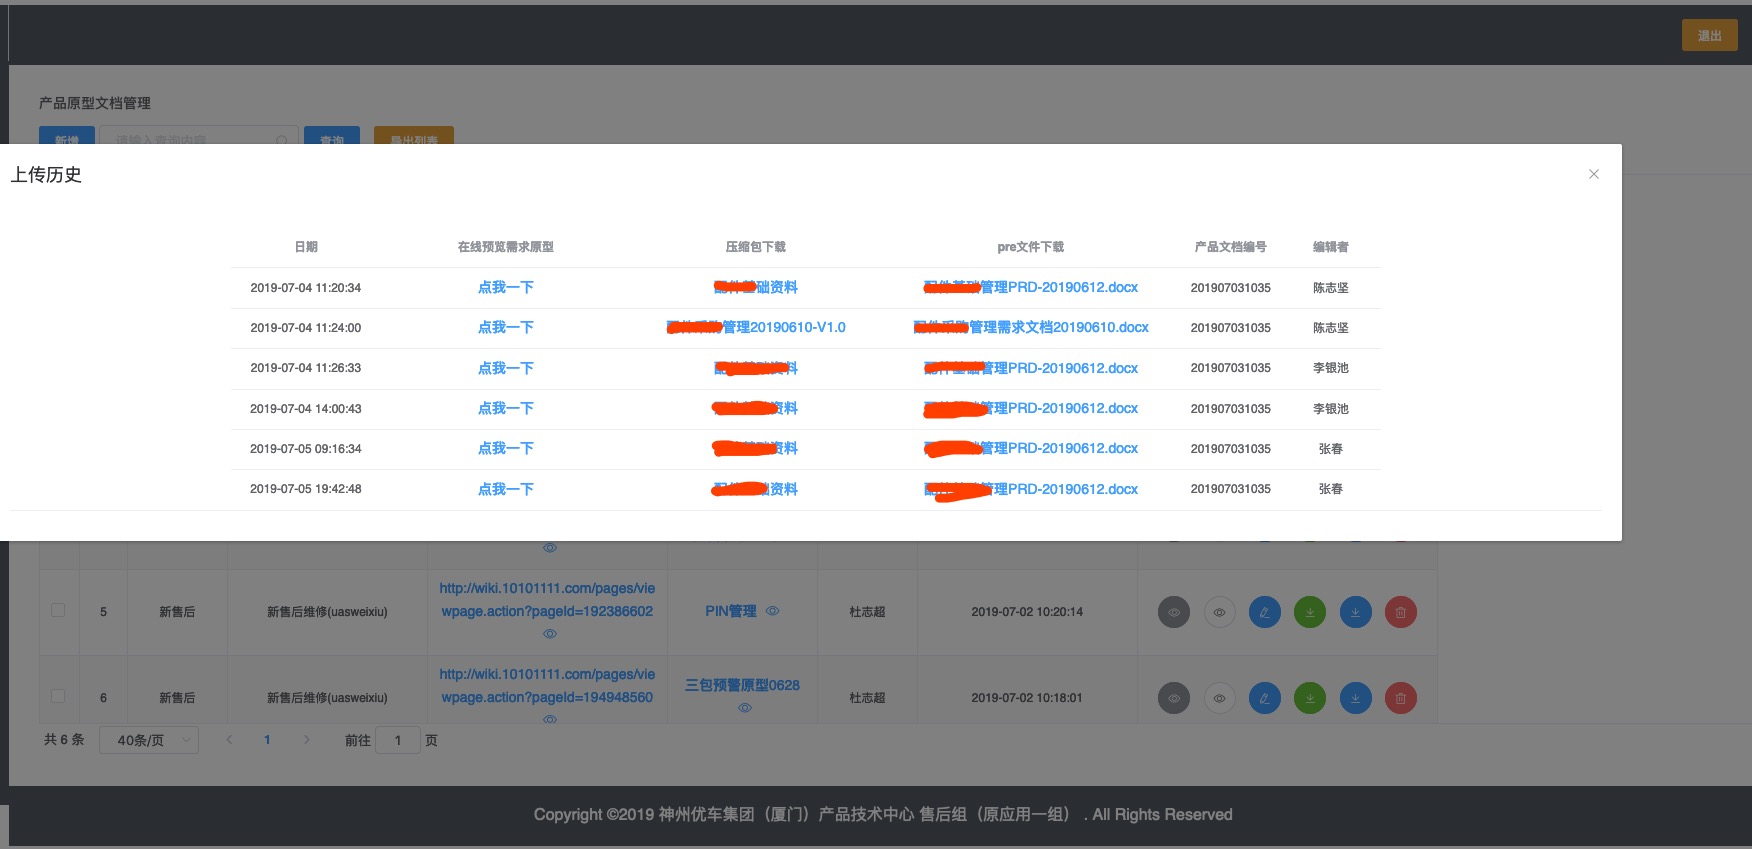 退出
产品原型文档管理
新增 请输入查询内容 查询 导出列表
上传历史
日期 在线预览需求原型 压缩包下载 pre文件下载 产品文档编号 编辑者
2019-07-04 11:20:34 点我一下 础资料 管理PRD-20190612.docx 201907031035 陈志坚
2019-07-04 11:24:00 点我一下 管理20190610-V1.0 管理需求文档20190610.docx 201907031035 陈志坚
2019-07-04 11:26:33 点我一下 料 管理PRD-20190612.docx 201907031035 李银池
2019-07-04 14:00:43 点我一下 资料 管理PRD-20190612.docx 201907031035 李银池
2019-07-05 09:16:34 点我一下 资料 管理PRD-20190612.docx 201907031035 张春
2019-07-05 19:42:48 点我一下 础资料 理PRD-20190612.docx 201907031035 张春
http://wiki.10101111.com/pages/vie
5 新售后 新售后维修(uasweixiu) wpage.action?pageId=192386602 PIN管理 杜志超 2019-07-02 10:20:14
http://wiki.10101111.com/pages/vie
6 新售后 新售后维修(uasweixiu) wpage.action?pageId=194948560 三包预警原型0628 杜志超 2019-07-02 10:18:01
共 6 条 40条/页 1 前往 1 页
Copyright ©2019 神州优车集团（厦门）产品技术中心 售后组（原应用一组） . All Rights Reserved